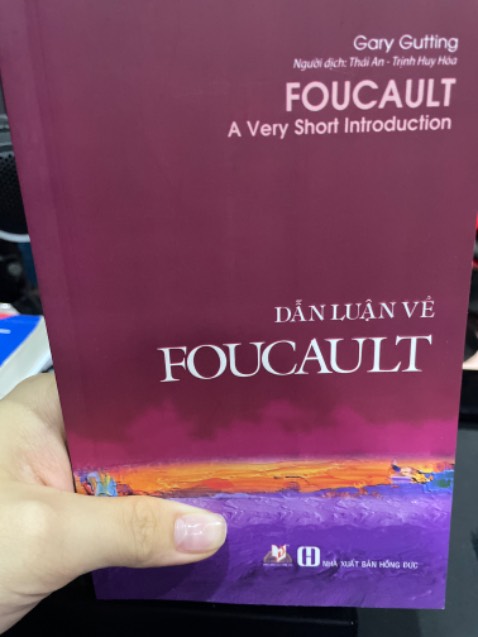 Gary Gutting
Người dịch: Thái An - Trịnh Huy Hóa
FOUCAULT
A Very Short Introduction
DẪN LUẬN VỀ
FOUCAULT
NHÀ XUẤT BẢN HỒNG ĐỨC